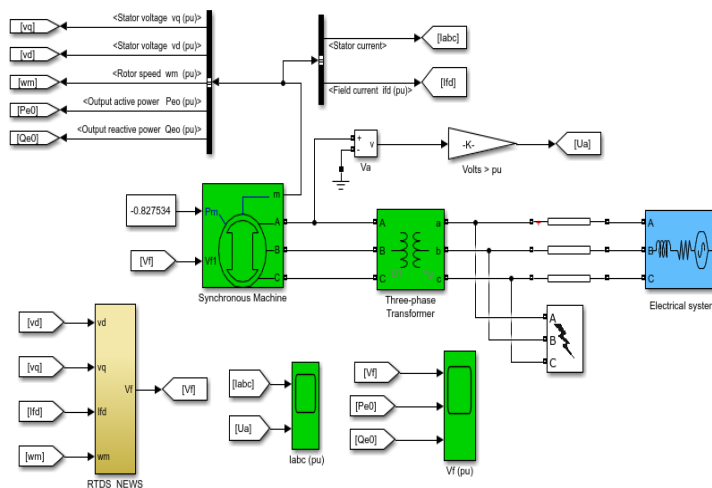 [vq]
<Stator voltage vq (pu)>
[vd]
<Stator voltage vd (pu)>
[wm]
<Rotor speed wm (pu)>
[Pe0]
<Output active power Peo (pu)>
[Qe0]
<Output reactive power Qeo (pu)>
<Stator current>
[Iabc]
<Field current ifd (pu)>
[Ifd]
+
-
v
Va
-K-
Volts > pu
[Ua]
-0.827534
Pm
m
A
B
C
[Vf]
Vf1
Synchronous Machine
A
B
C
a
b
c
Three-phase
Transformer
A
B
C
Electrical system
A
B
C
[vd]
vd
[vq]
vq
[Ifd]
Ifd
[wm]
wm
Vf
[Vf]
RTDS_NEWS
[Iabc]
[Ua]
Iabc (pu)
[Vf]
[Pe0]
[Qe0]
Vf (pu)